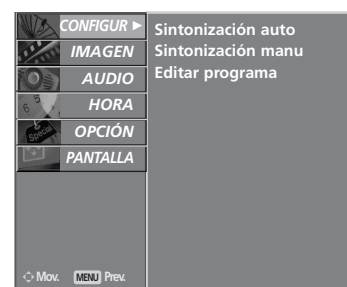 CONFIGUR ►
IMAGEN
AUDIO
HORA
OPCIÓN
PANTALLA
Sintonización auto
Sintonización manu
Editar programa
Mov. MENU Prev.